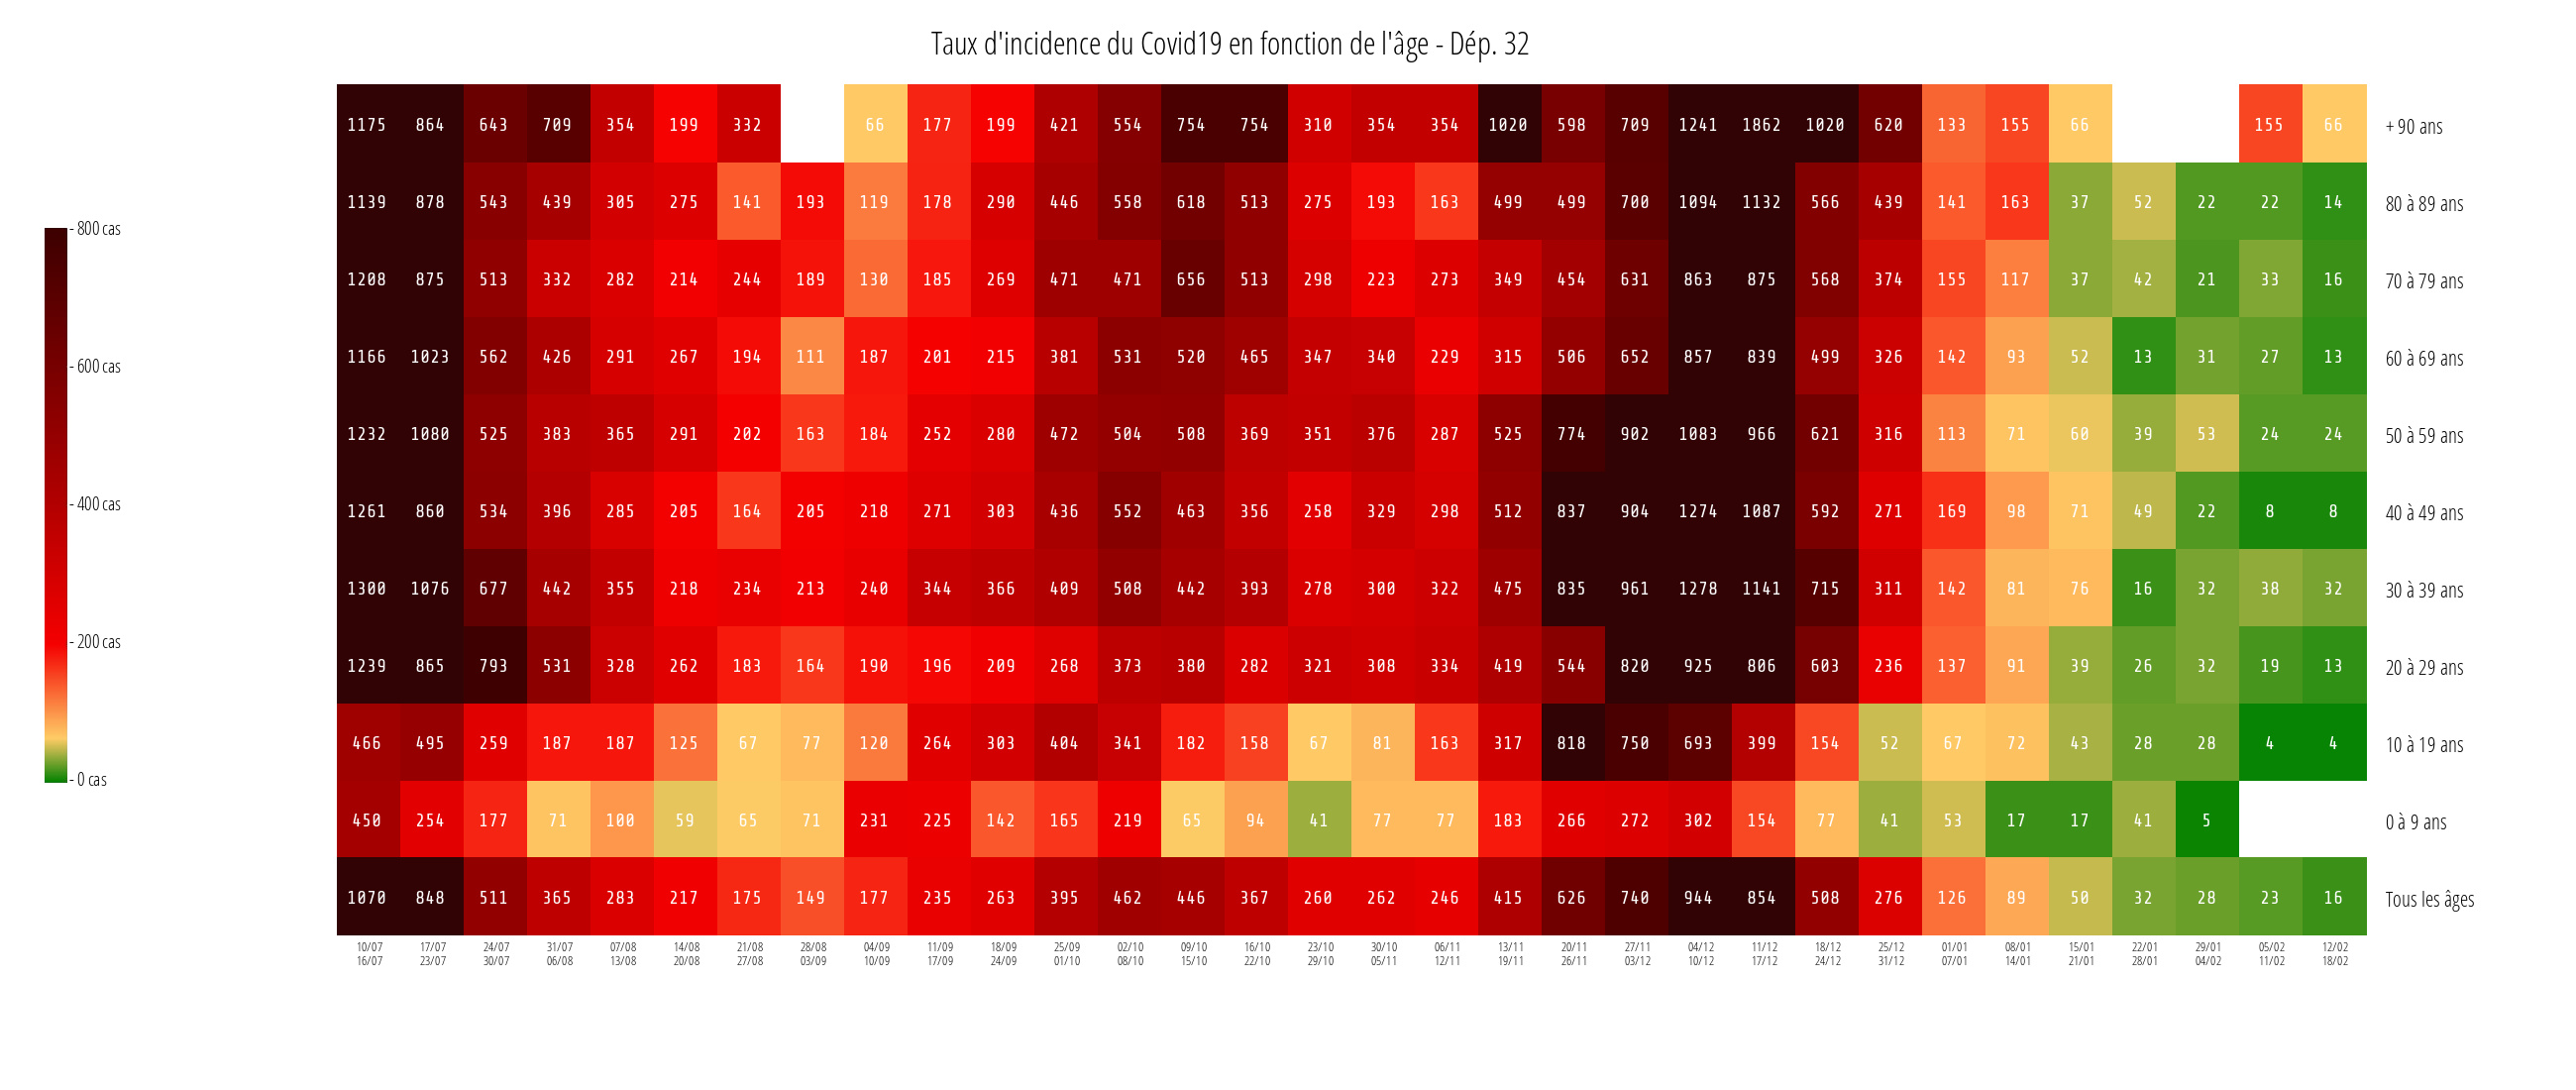 Taux d'incidence du Covid19 en fonction de l'âge - Dép. 32
1175 864 643 709 354 199 332 66 177 199 421 554 754 754 310 354 354 1020 598 709 1241 1862 1020 620 133 155 66 155 66 + 90 ans
1139 878 543 439 305 275 141 193 119 178 290 446 558 618 513 275 193 163 499 499 700 1094 1132 566 439 141 163 37 52 22 22 14 80 à 89 ans
1208 875 513 332 282 214 244 189 130 185 269 471 471 656 513 298 223 273 349 454 631 863 875 568 374 155 117 37 42 21 33 16 70 à 79 ans
1166 1023 562 426 291 267 194 111 187 201 215 381 531 520 465 347 340 229 315 506 652 857 839 499 326 142 93 52 13 31 27 13 60 à 69 ans
1232 1080 525 383 365 291 202 163 184 252 280 472 504 508 369 351 376 287 525 774 902 1083 966 621 316 113 71 60 39 53 24 24 50 à 59 ans
1261 860 534 396 285 205 164 205 218 271 303 436 552 463 356 258 329 298 512 837 904 1274 1087 592 271 169 98 71 49 22 8 8 40 à 49 ans
1300 1076 677 442 355 218 234 213 240 344 366 409 508 442 393 278 300 322 475 835 961 1278 1141 715 311 142 81 76 16 32 38 32 30 à 39 ans
1239 865 793 531 328 262 183 164 190 196 209 268 373 380 282 321 308 334 419 544 820 925 806 603 236 137 91 39 26 32 19 13 20 à 29 ans
466 495 259 187 187 125 67 77 120 264 303 404 341 182 158 67 81 163 317 818 750 693 399 154 52 67 72 43 28 28 4 4 10 à 19 ans
450 254 177 71 100 59 65 71 231 225 142 165 219 65 94 41 77 77 183 266 272 302 154 77 41 53 17 17 41 5 0 à 9 ans
1070 848 511 365 283 217 175 149 177 235 263 395 462 446 367 260 262 246 415 626 740 944 854 508 276 126 89 50 32 28 23 16 Tous les âges
10/07 17/07 24/07 31/07 07/08 14/08 21/08 28/08 04/09 11/09 18/09 25/09 02/10 09/10 16/10 23/10 30/10 06/11 13/11 20/11 27/11 04/12 11/12 18/12 25/12 01/01 08/01 15/01 22/01 29/01 05/02 12/02
16/07 23/07 30/07 06/08 13/08 20/08 27/08 03/09 10/09 17/09 24/09 01/10 08/10 15/10 22/10 29/10 05/11 12/11 19/11 26/11 03/12 10/12 17/12 24/12 31/12 07/01 14/01 21/01 28/01 04/02 11/02 18/02
- 800 cas
- 600 cas
- 400 cas
- 200 cas
- 0 cas